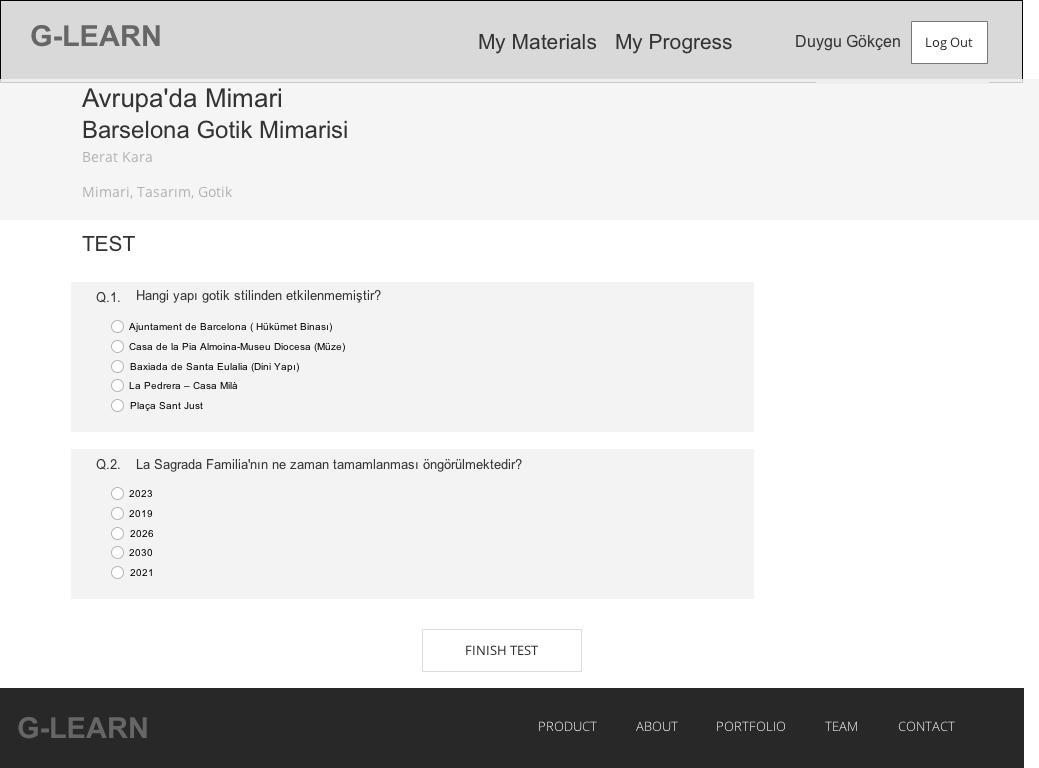 G-LEARN
My Materials My Progress Duygu Gökçen Log Out
Avrupa'da Mimari
Barselona Gotik Mimarisi
Berat Kara
Mimari, Tasarım, Gotik
TEST
Q.1. Hangi yapı gotik stilinden etkilenmemiştir?
Ajuntament de Barcelona ( Hükümet Binası)
Casa de la Pia Almoina-Museu Diocesa (Müze)
Baxiada de Santa Eulalia (Dini Yapı)
La Pedrera – Casa Milà
Plaça Sant Just
Q.2. La Sagrada Familia'nın ne zaman tamamlanması öngörülmektedir?
2023
2019
2026
2030
2021
FINISH TEST
G-LEARN
PRODUCT ABOUT PORTFOLIO TEAM CONTACT